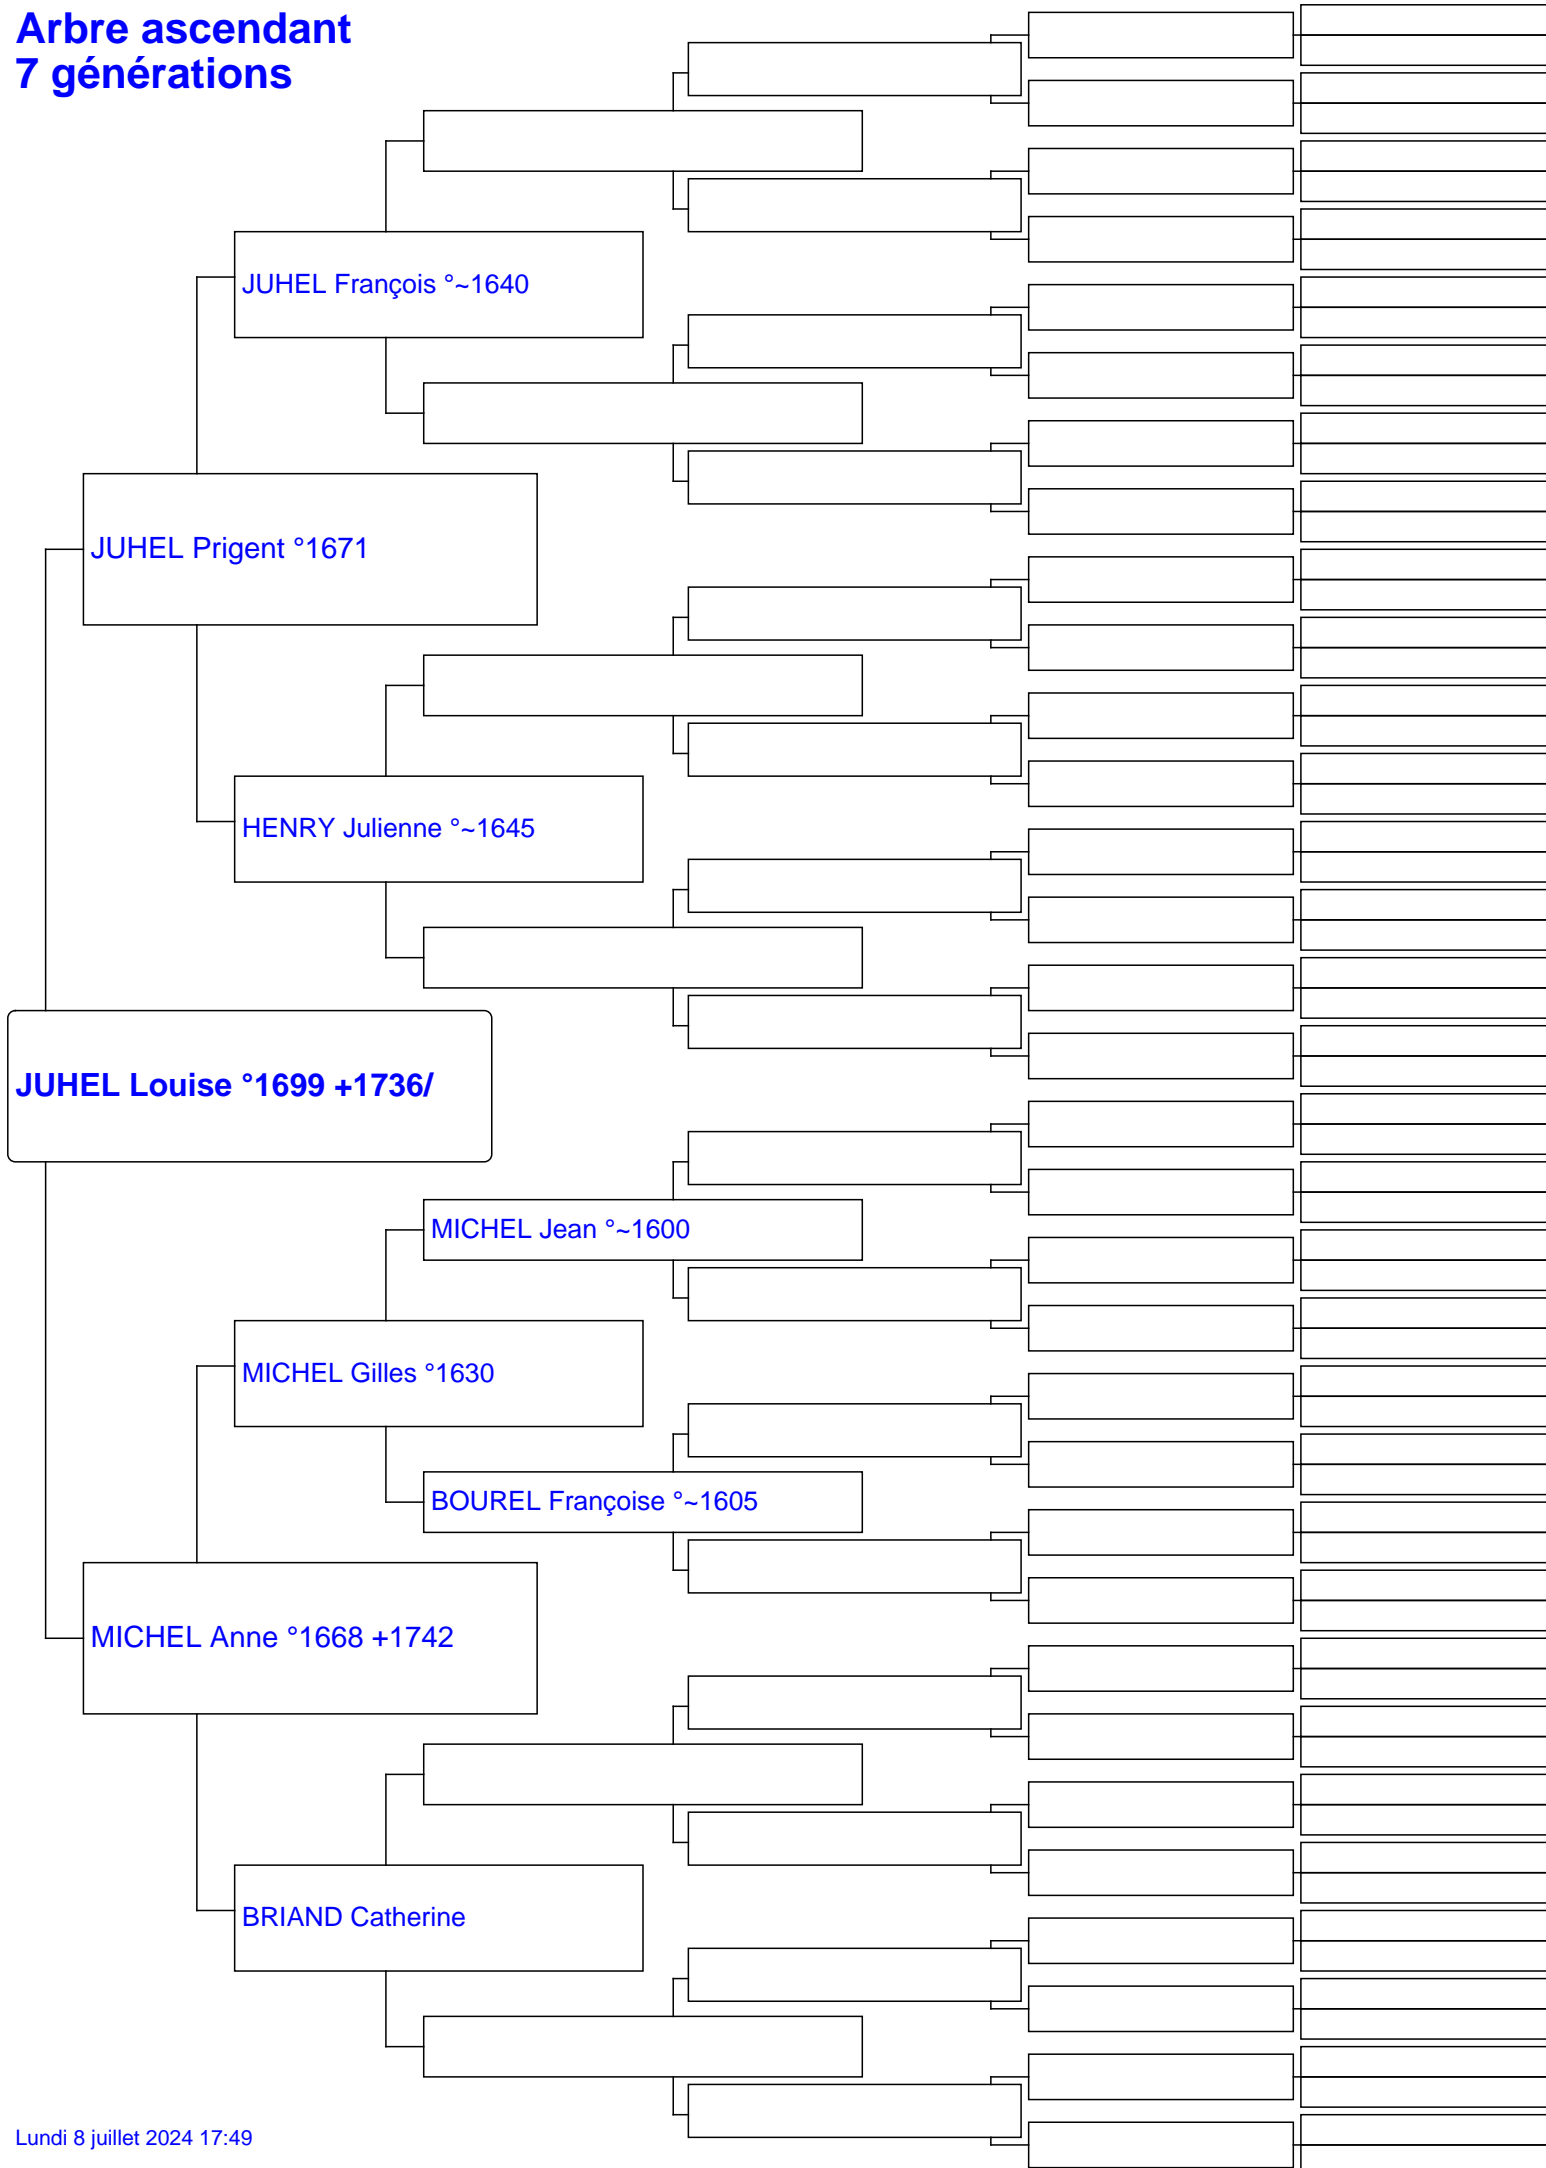 Arbre ascendant
7 générations
JUHEL François °~1640
JUHEL Prigent °1671
HENRY Julienne °~1645
JUHEL Louise °1699 +1736/
MICHEL Jean °~1600
MICHEL Gilles °1630
BOUREL Françoise °~1605
MICHEL Anne °1668 +1742
BRIAND Catherine
Lundi 8 juillet 2024 17:49